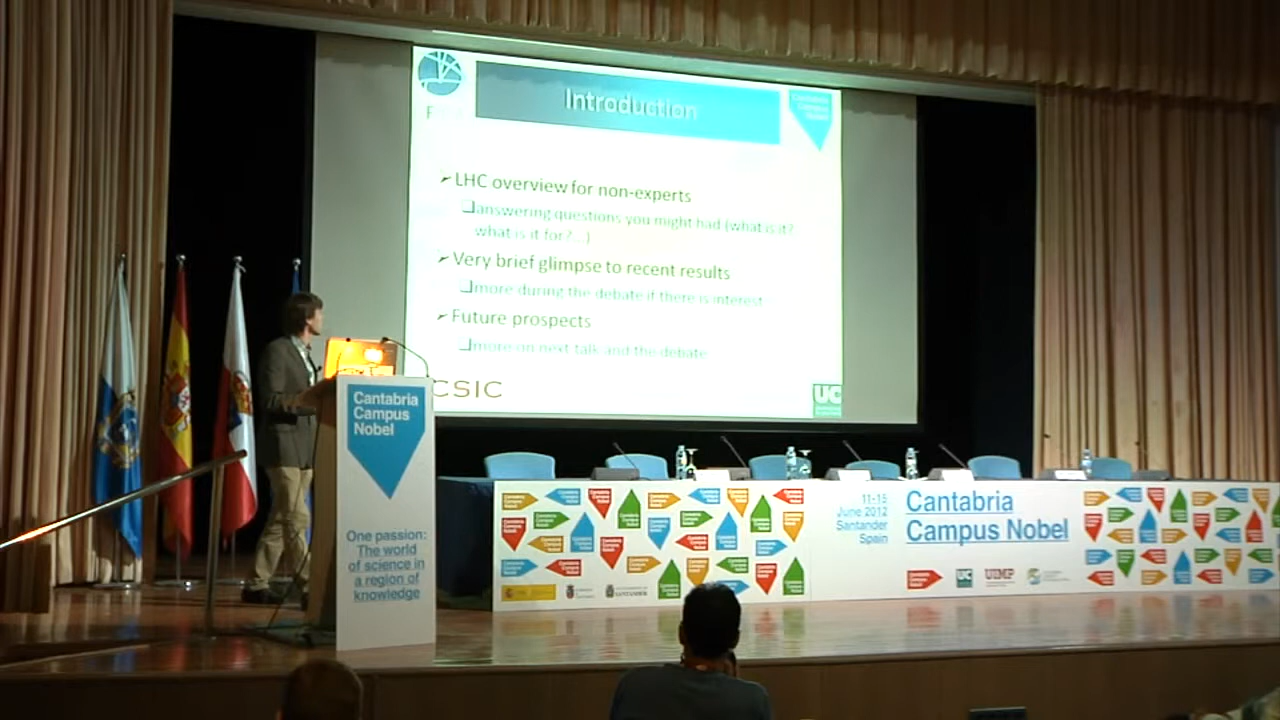 Introduction
LHC overview for non-experts
answering questions you might had (what is it?
what is it for?...)
Very brief glimpse to recent results
more during the debate if there is interest
Future prospects
more on next talk and the debate
CSIC
UC
Cantabria
Campus
Nobel
One passion:
The world
of science in
a region of
knowledge
11-15
June 2012
Santander
Spain
Cantabria
Campus Nobel
UC
UIMP